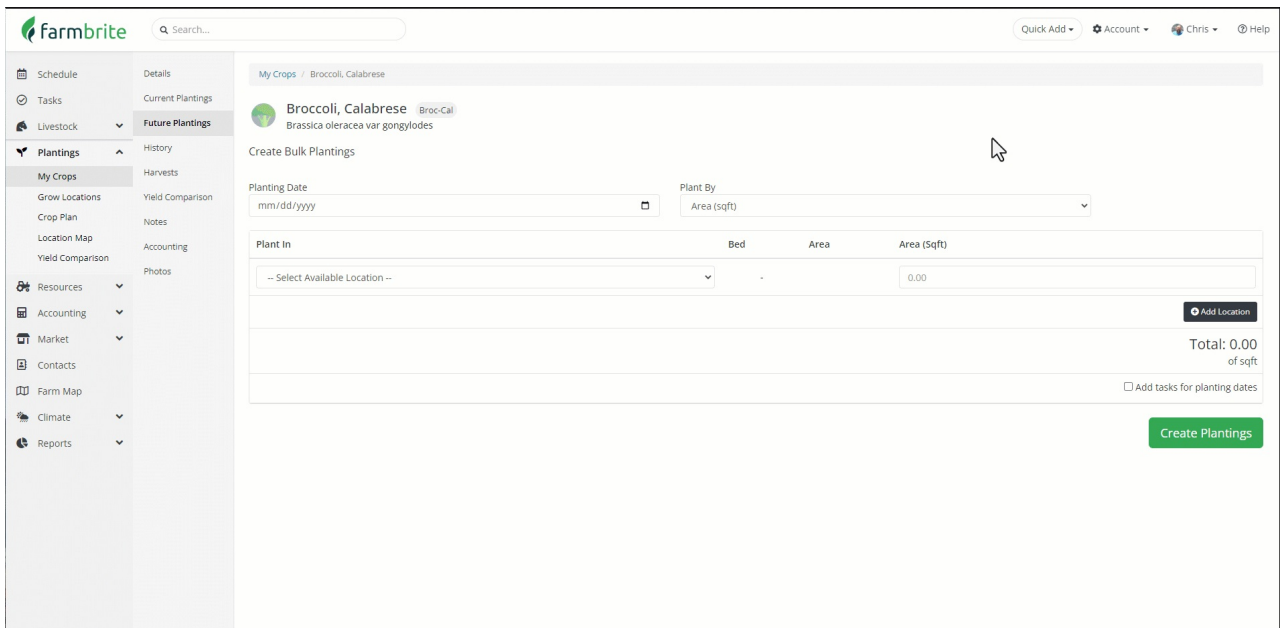 farmbrite
Search...
Quick Add
Account
Chris
Help
Schedule
Tasks
Livestock
Plantings
My Crops
Grow Locations
Crop Plan
Location Map
Yield Comparison
Resources
Accounting
Market
Contacts
Farm Map
Climate
Reports
Details
Current Plantings
Future Plantings
History
Harvests
Yield Comparison
Notes
Accounting
Photos
My Crops / Broccoli, Calabrese
Broccoli, Calabrese Broc-Cal
Brassica oleracea var gongylodes
Create Bulk Plantings
Planting Date
mm/dd/yyyy
Plant By
Area (sqft)
Plant In Bed Area Area (Sqft)
-- Select Available Location -- - 0.00
Add Location
Total: 0.00
of sqft
Add tasks for planting dates
Create Plantings